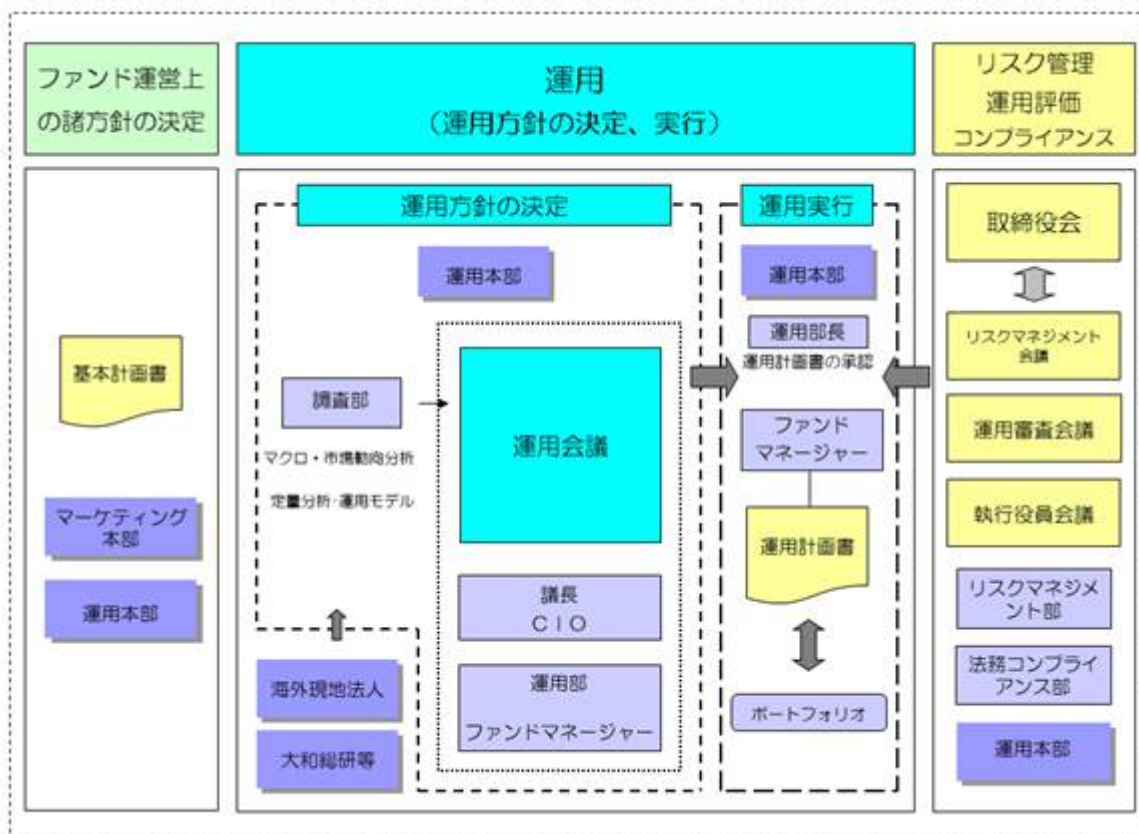 ファンド運営上
の諸方針の決定
運用
（運用方針の決定、実行）
リスク管理
運用評価
コンプライアンス
基本計画書
マーケティング
本部
運用本部
運用方針の決定
運用本部
調査部
マクロ・市場動向分析
定量分析・運用モデル
運用会議
議長
CIO
運用部
ファンドマネージャー
海外現地法人
大和総研等
運用実行
運用本部
運用部長
運用計画書の承認
ファンド
マネージャー
運用計画書
ポートフォリオ
取締役会
リスクマネジメント
会議
運用審査会議
執行役員会議
リスクマネジメ
ント部
法務コンプライ
アンス部
運用本部